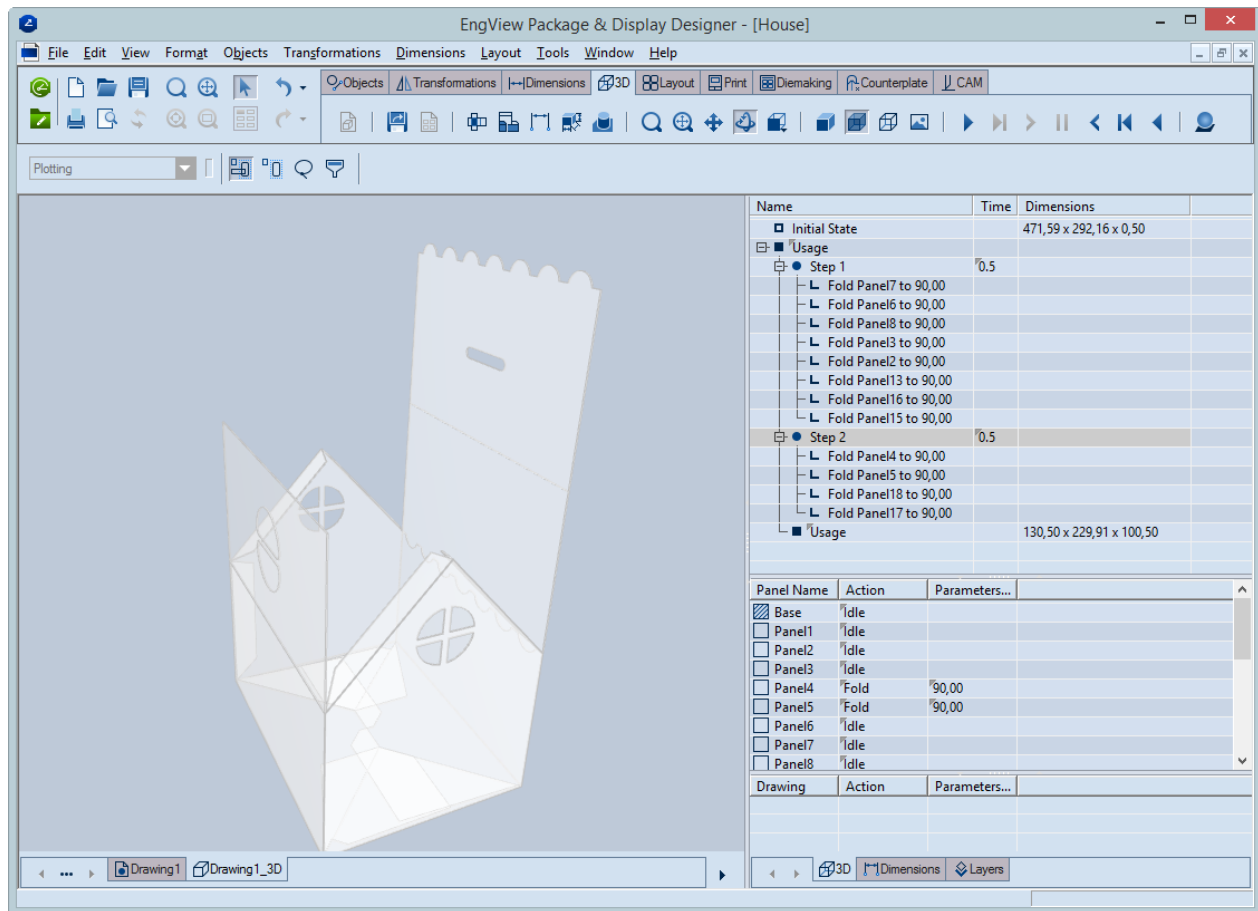 EngView Package & Display Designer - [House]
File Edit View Format Objects Transformations Dimensions Layout Tools Window Help
Objects Transformations Dimensions 3D Layout Print Diemaking Counterplate CAM
Plotting
Name Time Dimensions
Initial State 471,59 x 292,16 x 0,50
Usage
Step 1 0.5
Fold Panel7 to 90,00
Fold Panel6 to 90,00
Fold Panel8 to 90,00
Fold Panel3 to 90,00
Fold Panel2 to 90,00
Fold Panel13 to 90,00
Fold Panel16 to 90,00
Fold Panel15 to 90,00
Step 2 0.5
Fold Panel4 to 90,00
Fold Panel5 to 90,00
Fold Panel18 to 90,00
Fold Panel17 to 90,00
Usage 130,50 x 229,91 x 100,50
Panel Name Action Parameters...
Base Idle
Panel1 Idle
Panel2 Idle
Panel3 Idle
Panel4 Fold 90,00
Panel5 Fold 90,00
Panel6 Idle
Panel7 Idle
Panel8 Idle
Drawing Action Parameters...
Drawing1 Drawing1_3D
3D Dimensions Layers